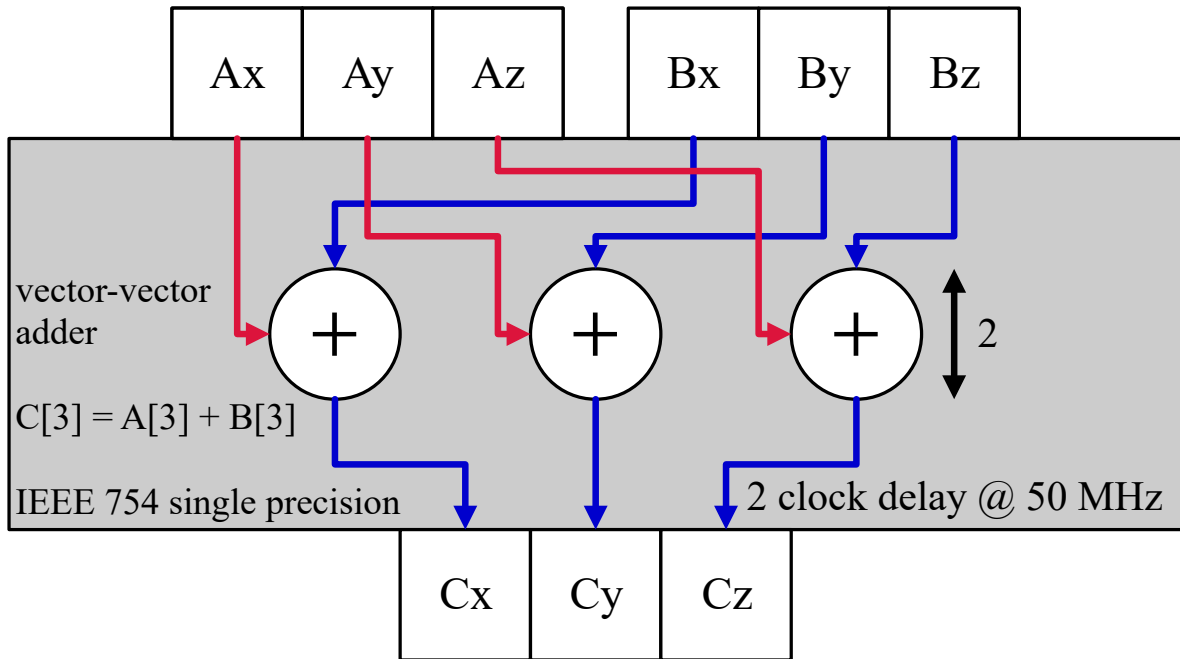 Ax Ay Az Bx By Bz
+ + +
2
vector-vector
adder
C[3] = A[3] + B[3]
IEEE 754 single precision
2 clock delay @ 50 MHz
Cx Cy Cz